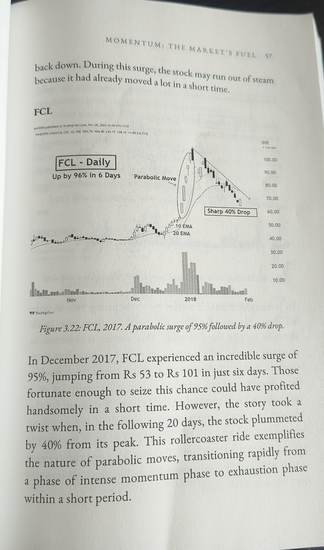 MOMENTUM: THE MARKET'S FUEL 57
back down. During this surge, the stock may run out of steam
because it had already moved a lot in a short time.
FCL
FCL - Daily
Up by 96% in 6 Days
Parabolic Move
Sharp 40% Drop
10 EMA
20 EMA
100.00
90.00
80.00
70.00
60.00
50.00
40.00
30.00
20.00
10.00
Nov
Dec
2018
Feb
Figure 3.22: FCL, 2017. A parabolic surge of 95% followed by a 40% drop.
In December 2017, FCL experienced an incredible surge of
95%, jumping from Rs 53 to Rs 101 in just six days. Those
fortunate enough to seize this chance could have profited
handsomely in a short time. However, the story took a
twist when, in the following 20 days, the stock plummeted
by 40% from its peak. This rollercoaster ride exemplifies
the nature of parabolic moves, transitioning rapidly from
a phase of intense momentum phase to exhaustion phase
within a short period.